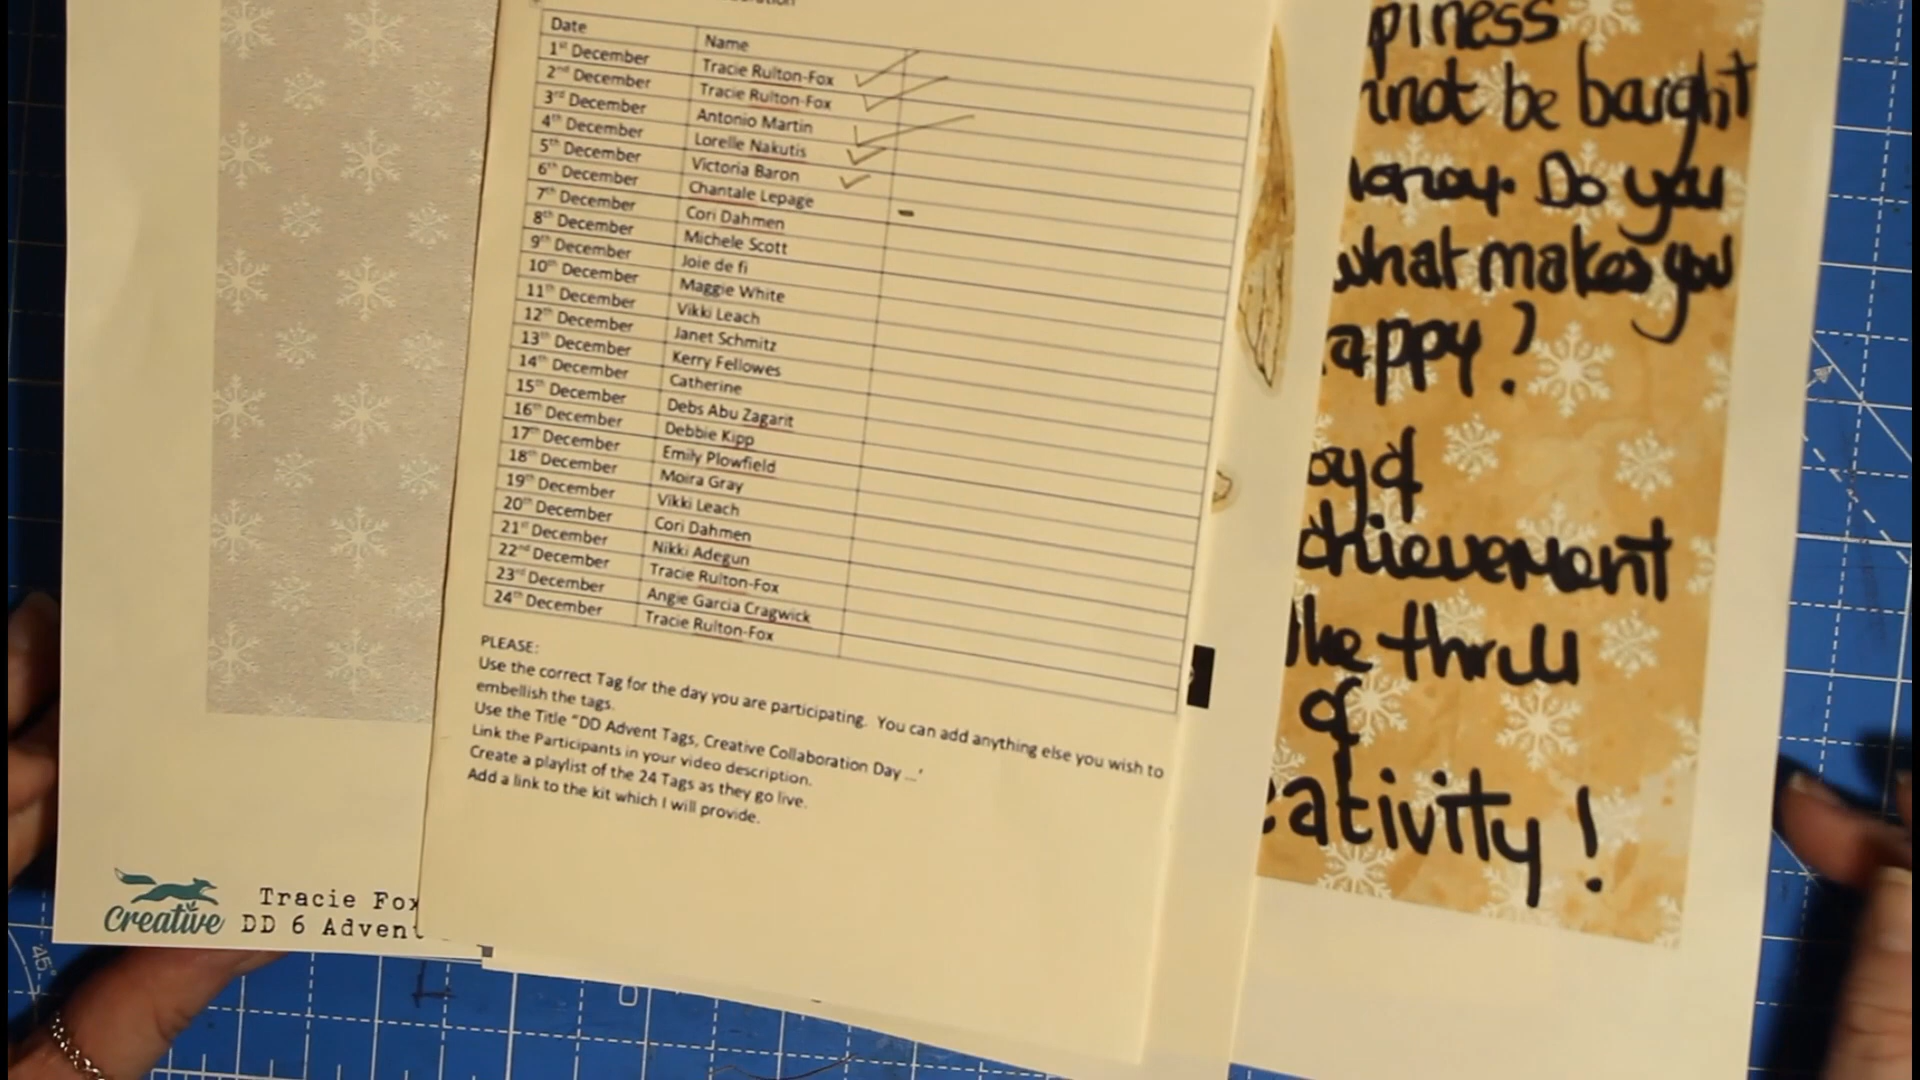 Date Name
1st December Tracie Rulton-Fox
2nd December Tracie Rulton-Fox
3rd December Antonio Martin
4th December Lorelle Nakutis
5th December Victoria Baron
6th December Chantale Lepage
7th December Cori Dahmen
8th December Michele Scott
9th December Joie de fi
10th December Maggie White
11th December Vikki Leach
12th December Janet Schmitz
13th December Kerry Fellowes
14th December Catherine
15th December Debs Abu Zagarit
16th December Debbie Kipp
17th December Emily Plowfield
18th December Moira Gray
19th December Vikki Leach
20th December Cori Dahmen
21st December Nikki Adegun
22nd December Tracie Rulton-Fox
23rd December Angie Garcia Cragwick
24th December Tracie Rulton-Fox
PLEASE:
Use the correct Tag for the day you are participating. You can add anything else you wish to
embellish the tags.
Use the Title "DD Advent Tags, Creative Collaboration Day ...'
Link the Participants in your video description.
Create a playlist of the 24 Tags as they go live.
Add a link to the kit which I will provide.
piness
nnot be baught
money. Do you
what makes you
appy?
oy of
chievement
the thrill
of
eativity!
Creative
Tracie Fox
DD 6 Advent
45°
0